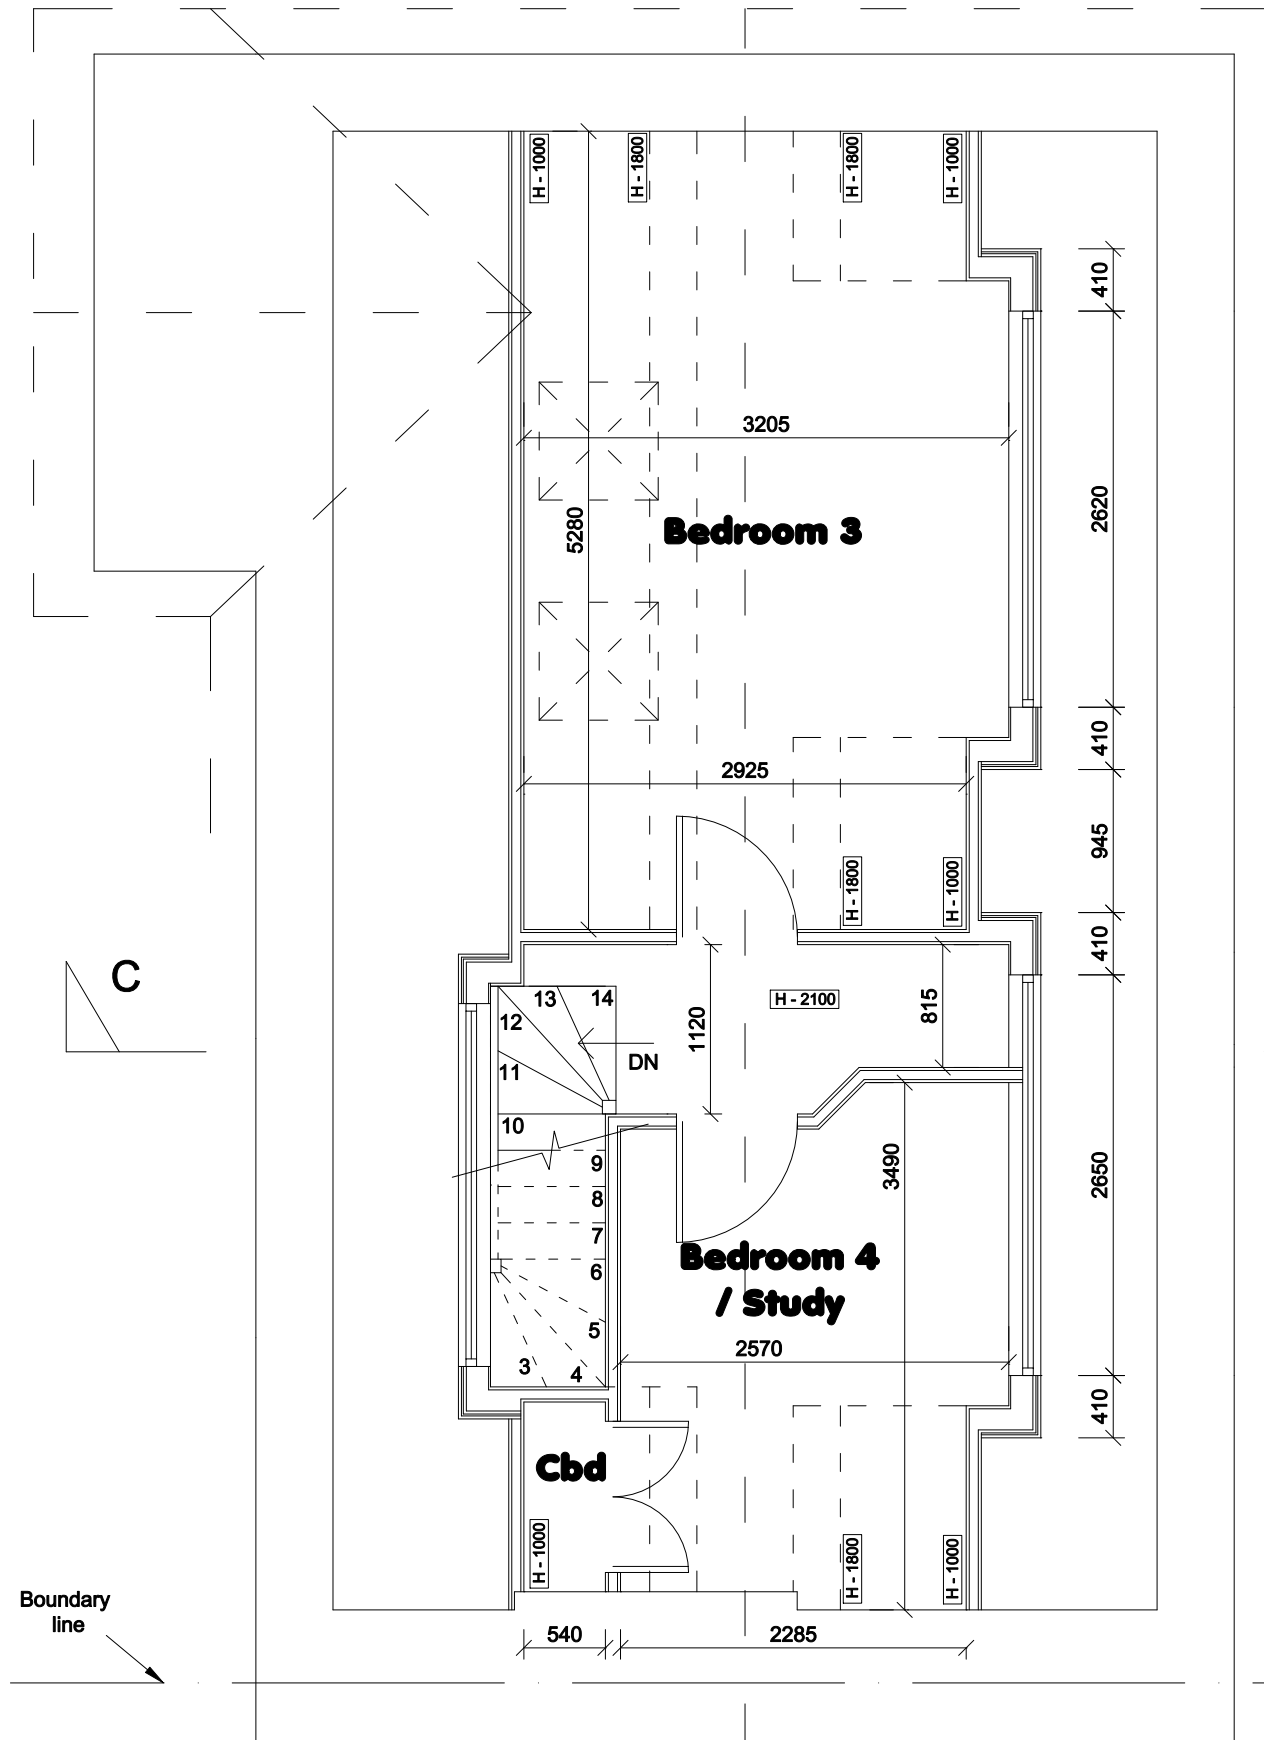 H - 1000
H - 1800
H - 1800
H - 1000
410
3205
2620
5280
Bedroom 3
410
2925
945
H - 1800
H - 1000
410
C
13
14
12
H - 2100
815
1120
DN
11
10
9
3490
2650
8
7
Bedroom 4
6
/ Study
5
2570
3
4
410
Cbd
H - 1000
H - 1800
H - 1000
Boundary
line
540
2285